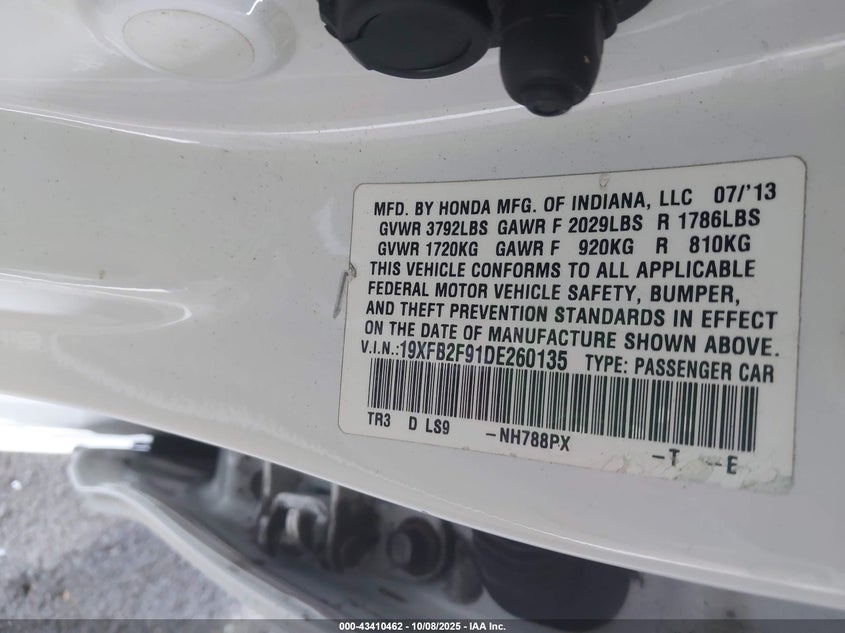 MFD. BY HONDA MFG. OF INDIANA, LLC 07/'13
GVWR 3792LBS GAWR F 2029LBS R 1786LBS
GVWR 1720KG GAWR F 920KG R 810KG
THIS VEHICLE CONFORMS TO ALL APPLICABLE
FEDERAL MOTOR VEHICLE SAFETY, BUMPER,
AND THEFT PREVENTION STANDARDS IN EFFECT
ON THE DATE OF MANUFACTURE SHOWN ABOVE.
V.I.N.:19XFB2F91DE260135 TYPE: PASSENGER CAR
TR3 D LS9 -NH788PX -T -E
000-43410462 - 10/08/2025 - IAA Inc.